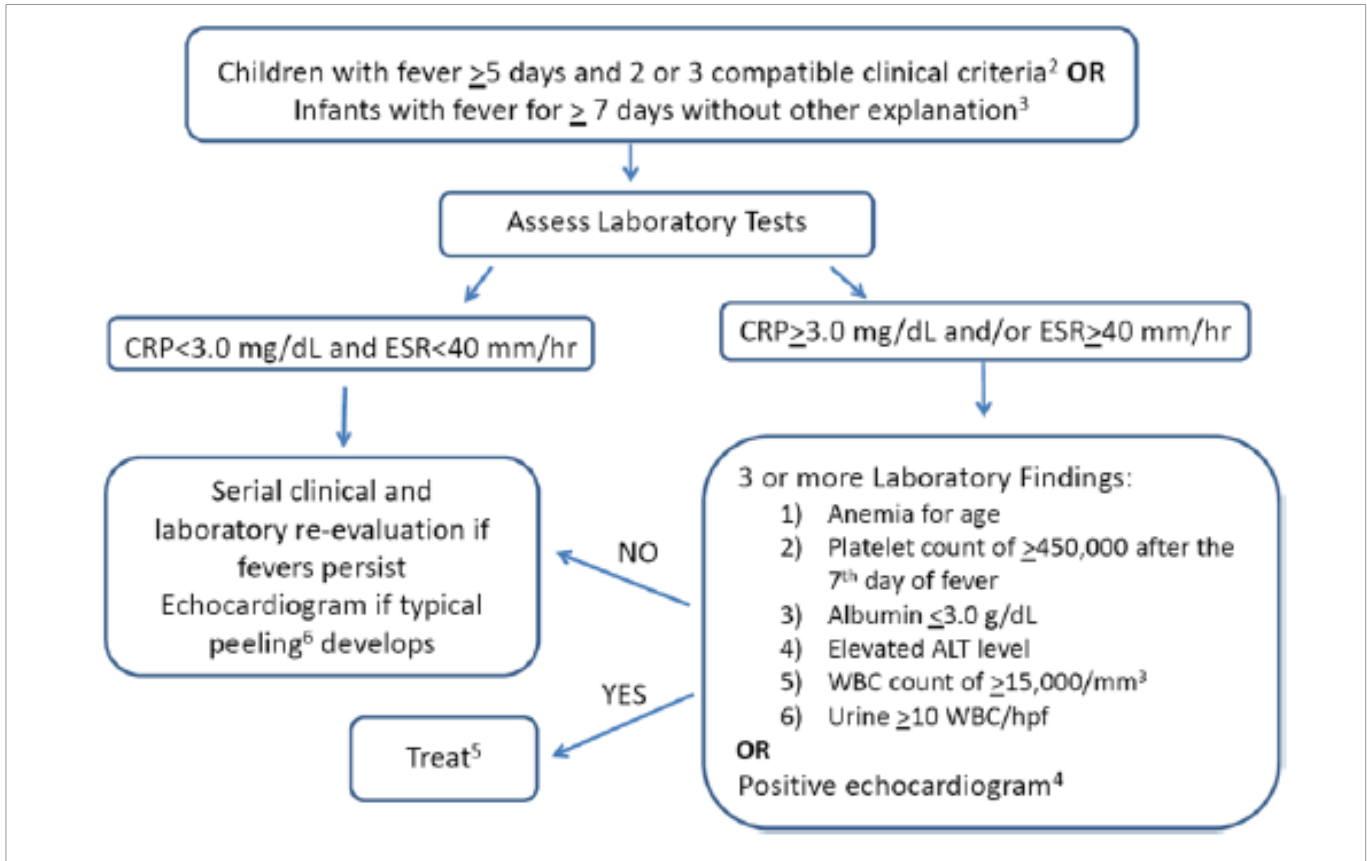 Children with fever ≥5 days and 2 or 3 compatible clinical criteria² OR
Infants with fever for ≥ 7 days without other explanation³
Assess Laboratory Tests
CRP<3.0 mg/dL and ESR<40 mm/hr
CRP≥3.0 mg/dL and/or ESR≥40 mm/hr
Serial clinical and
laboratory re-evaluation if
fevers persist
Echocardiogram if typical
peeling⁶ develops
NO
YES
Treat⁵
3 or more Laboratory Findings:
1) Anemia for age
2) Platelet count of ≥450,000 after the
7ᵗʰ day of fever
3) Albumin ≤3.0 g/dL
4) Elevated ALT level
5) WBC count of ≥15,000/mm³
6) Urine ≥10 WBC/hpf
OR
Positive echocardiogram⁴